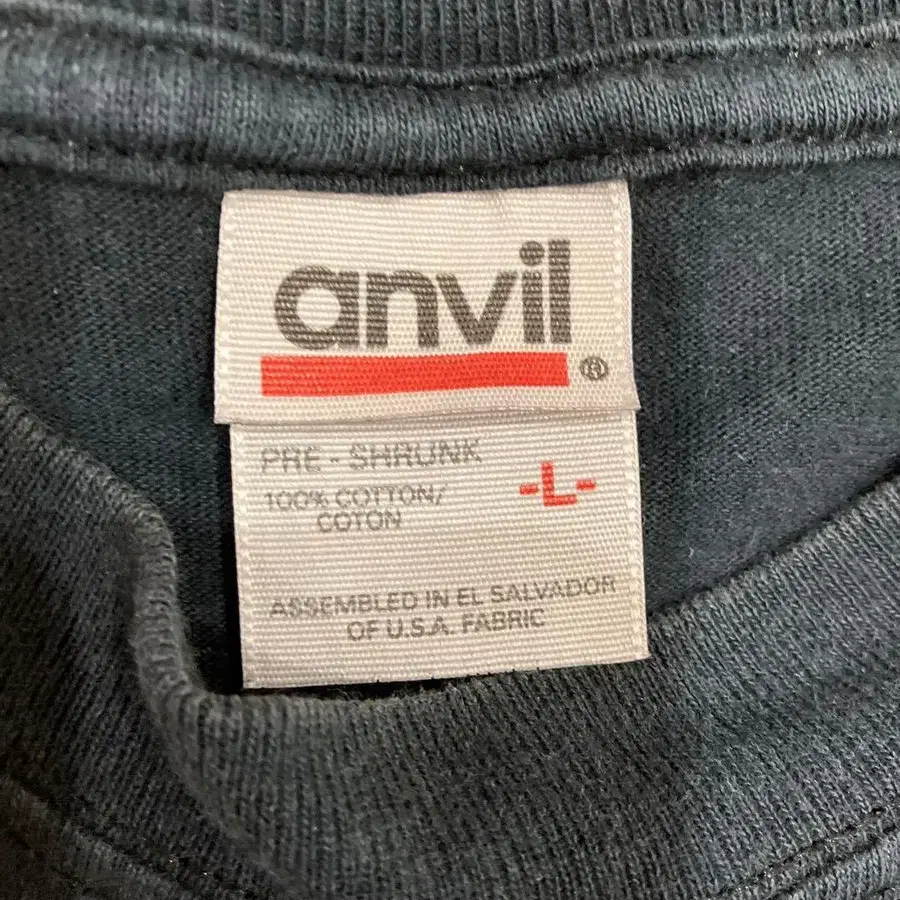 anvil®
PRE-SHRUNK
100% COTTON/
COTON
-L-
ASSEMBLED IN EL SALVADOR
OF U.S.A. FABRIC